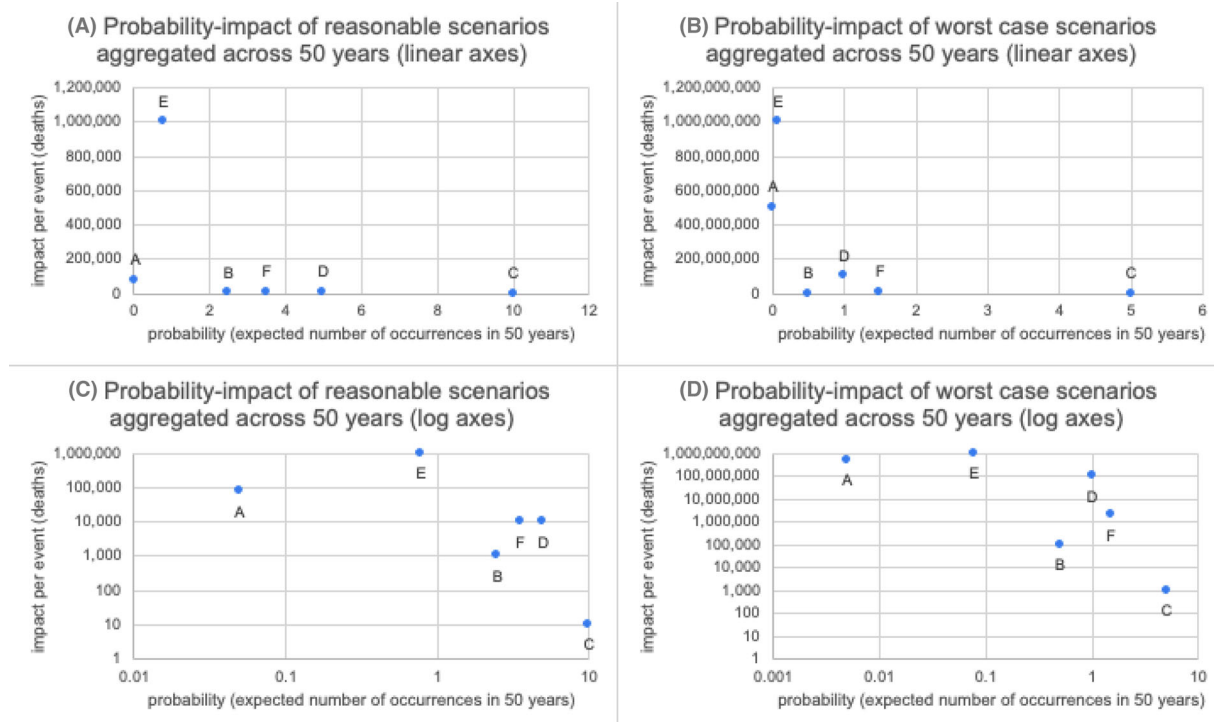 (A) Probability-impact of reasonable scenarios
aggregated across 50 years (linear axes)
impact per event (deaths)
1,200,000
1,000,000
800,000
600,000
400,000
200,000
0
E
A
B
F
D
C
0 2 4 6 8 10 12
probability (expected number of occurrences in 50 years)
(B) Probability-impact of worst case scenarios
aggregated across 50 years (linear axes)
impact per event (deaths)
1,200,000
1,000,000
800,000,000
600,000,000
400,000,000
200,000,000
0
E
A
B
D
F
C
0 1 2 3 4 5 6
probability (expected number of occurrences in 50 years)
(C) Probability-impact of reasonable scenarios
aggregated across 50 years (log axes)
impact per event (deaths)
1,000,000
100,000
10,000
1,000
100
10
1
E
A
F
D
B
C
0.01 0.1 1 10
probability (expected number of occurrences in 50 years)
(D) Probability-impact of worst case scenarios
aggregated across 50 years (log axes)
impact per event (deaths)
1,000,000,
100,000,000
10,000,000
1,000,000
100,000
10,000
1,000
100
10
1
A
E
D
F
B
C
0.001 0.01 0.1 1 10
probability (expected number of occurrences in 50 years)